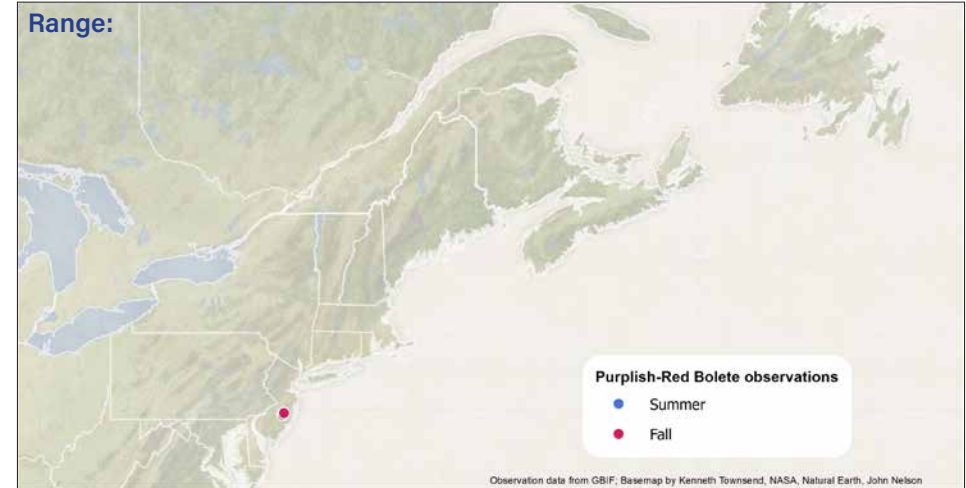 Range:
Purplish-Red Bolete observations
Summer
Fall
Observation data from GBIF; Basemap by Kenneth Townsend, NASA, Natural Earth, John Nelson